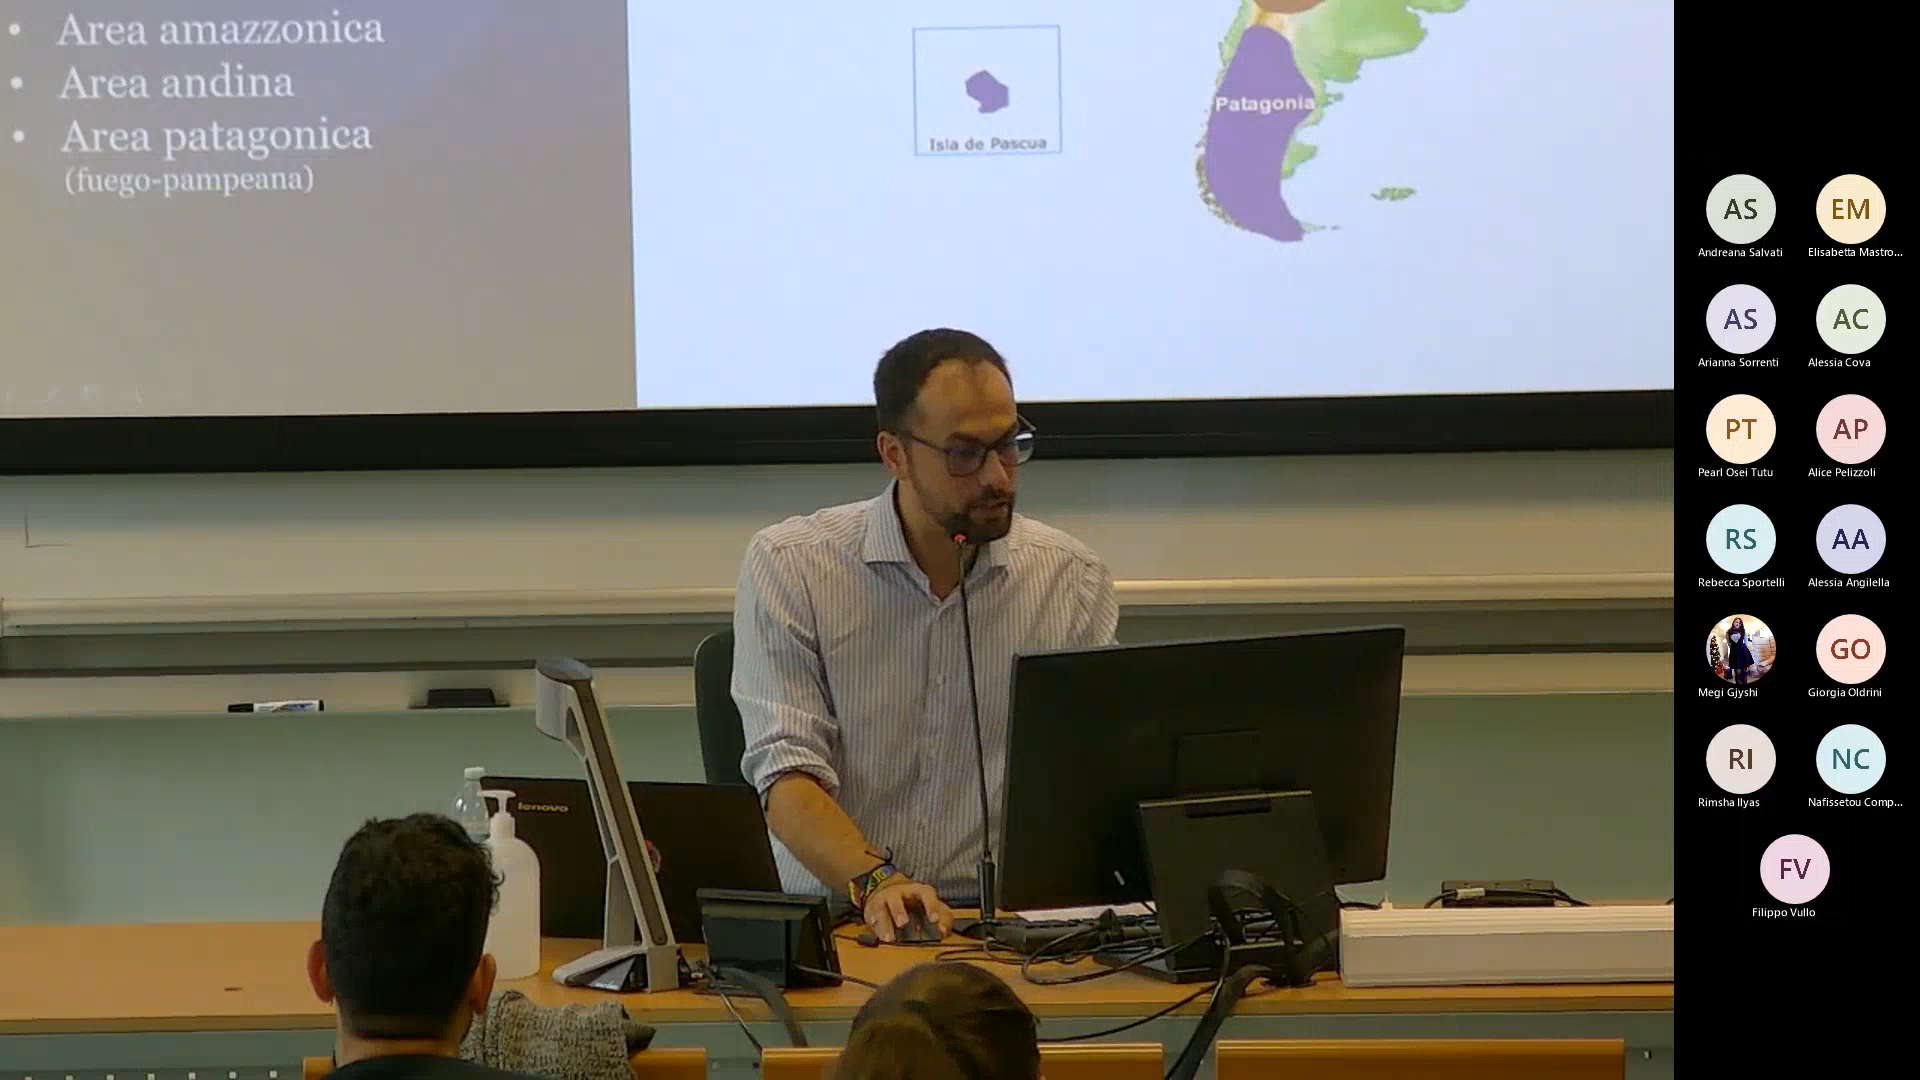 • Area amazzonica
• Area andina
• Area patagonica
(fuego-pampeana)
Isla de Pascua
Patagonia
lenovo
AS
Andreana Salvati
EM
Elisabetta Mastro...
AS
Arianna Sorrenti
AC
Alessia Cova
PT
Pearl Osei Tutu
AP
Alice Pelizzoli
RS
Rebecca Sportelli
AA
Alessia Angilella
Megi Gjyshi
GO
Giorgia Oldrini
RI
Rimsha Ilyas
NC
Nafissetou Comp...
FV
Filippo Vullo